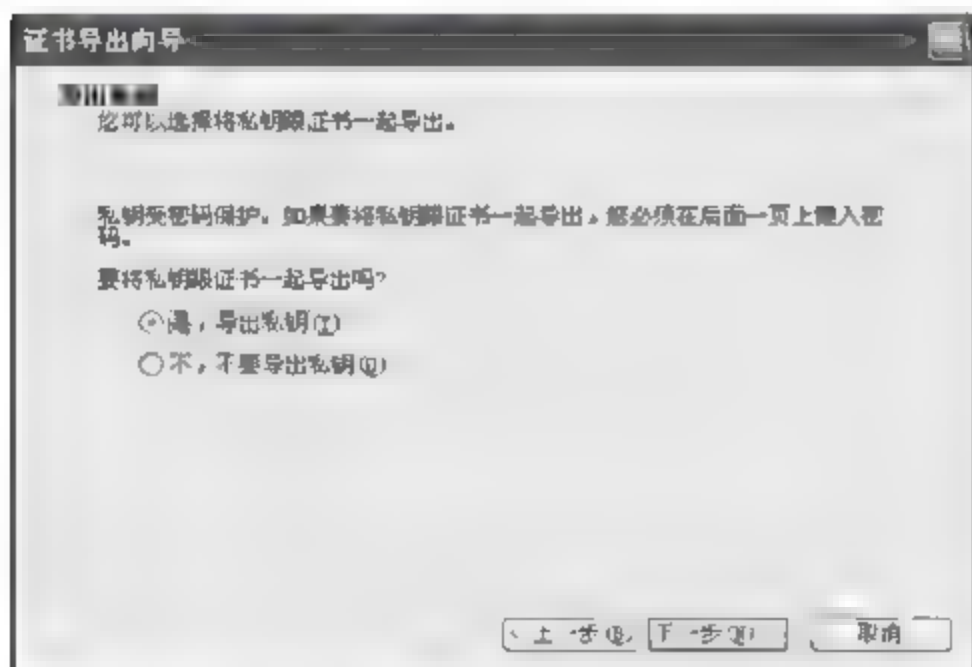 证书导出向导
导出私钥
您可以选择将私钥跟证书一起导出。
私钥受密码保护。如果要将私钥跟证书一起导出，您必须在后面一页上键入密
码。
要将私钥跟证书一起导出吗?
是，导出私钥(Y)
不，不要导出私钥(O)
< 上一步(B)
下一步(N) >
取消